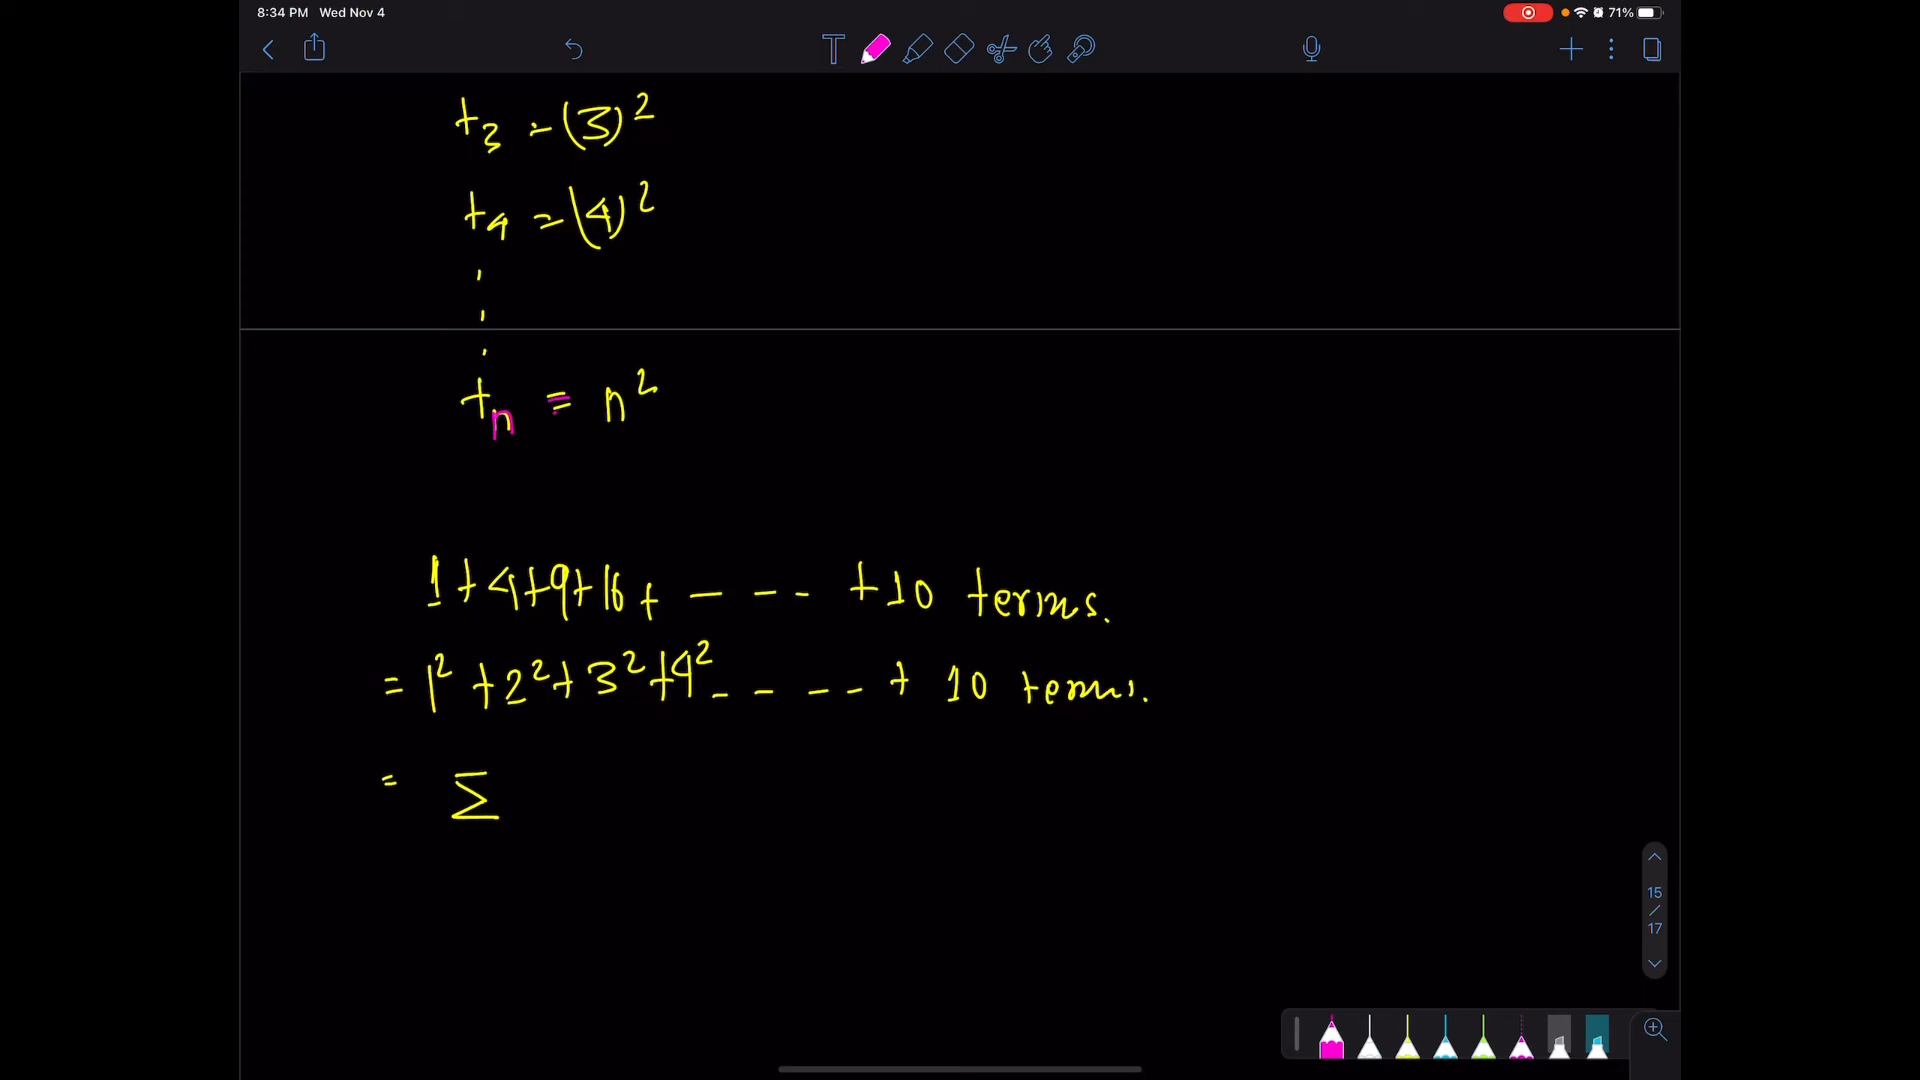 8:34 PM Wed Nov 4 71%
T
t₃ = (3)²
t₄ = (4)²
tₙ = n²
1 + 4 + 9 + 16 + - - - - + 10 terms.
= 1² + 2² + 3² + 4² - - - - + 10 terms.
= Σ
15
/
17